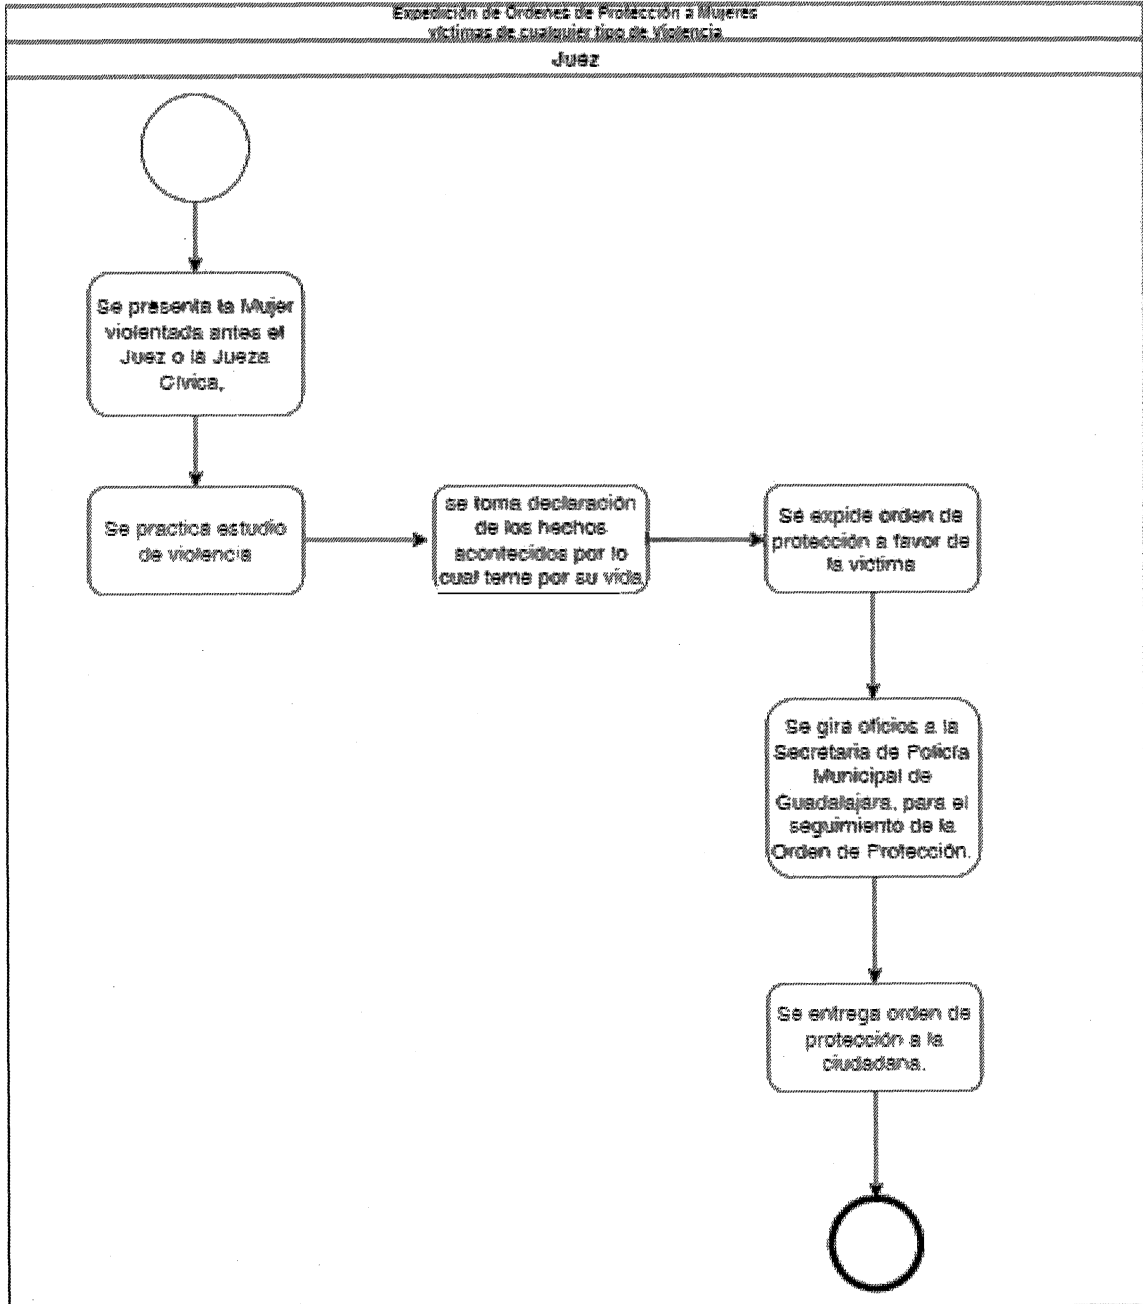 Expedición de Ordenes de Protección a Mujeres
víctimas de cualquier tipo de Violencia
Juez
Se presenta la Mujer
violentada antes el
Juez o la Jueza
Cívica,
Se practica estudio
de violencia
se toma declaración
de los hechos
acontecidos por lo
cual teme por su vida
Se expide orden de
protección a favor de
la victima
Se gira oficios a la
Secretaria de Policía
Municipal de
Guadalajara, para el
seguimiento de la
Orden de Protección.
Se entrega orden de
protección a la
ciudadana.